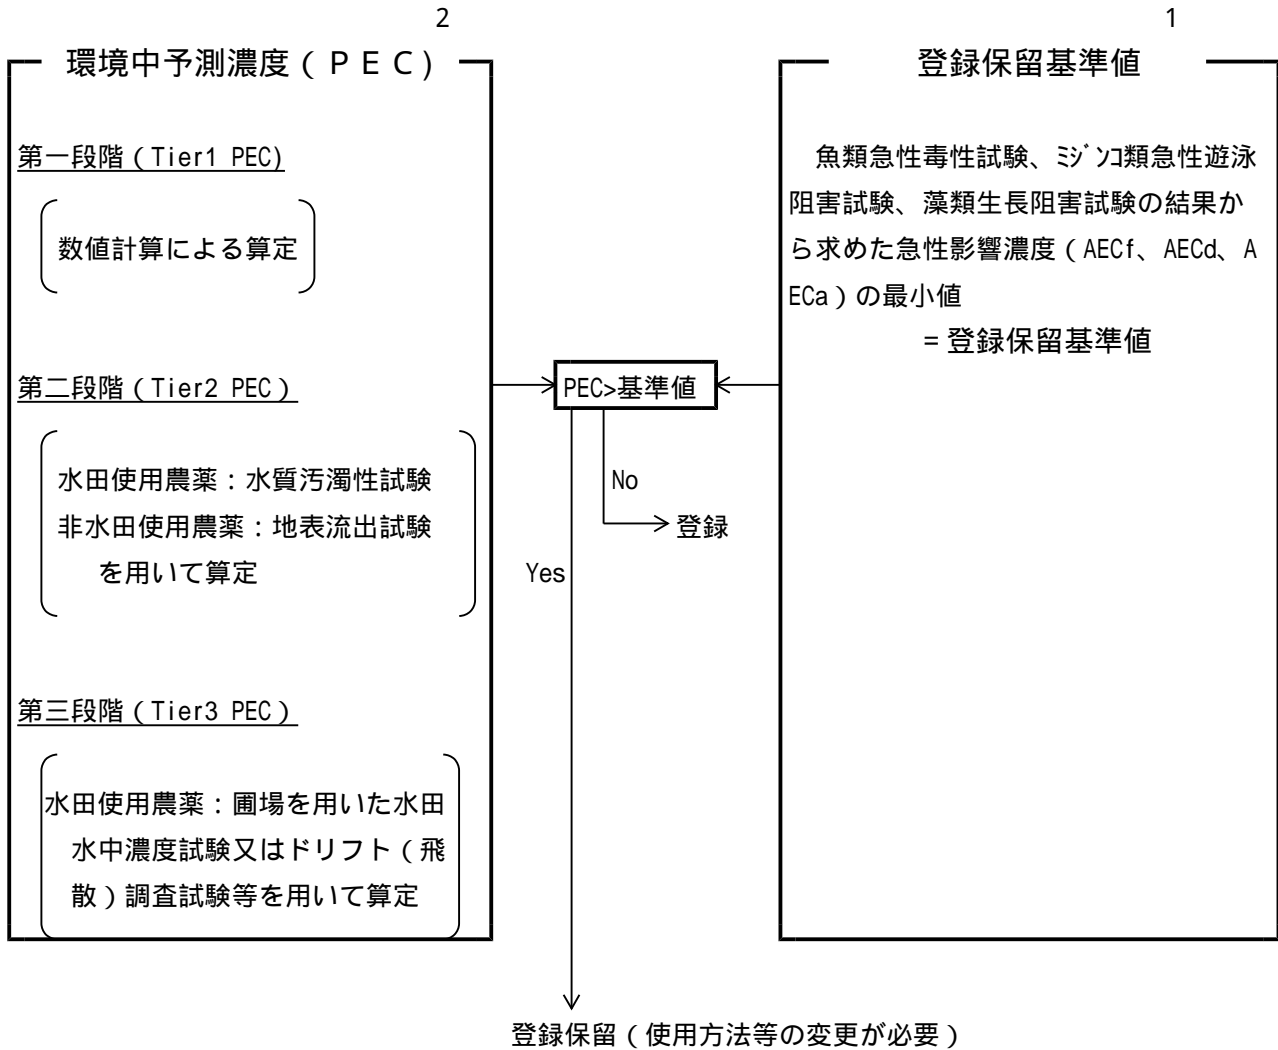 2
環境中予測濃度(PEC)
第一段階(Tier1 PEC)
数値計算による算定
第二段階(Tier2 PEC)
水田使用農薬:水質汚濁性試験
非水田使用農薬:地表流出試験
を用いて算定
第三段階(Tier3 PEC)
水田使用農薬:圃場を用いた水田
水中濃度試験又はドリフト(飛
散)調査試験等を用いて算定
PEC>基準値
No
登録
Yes
登録保留(使用方法等の変更が必要)
1
登録保留基準値
魚類急性毒性試験、ミジンコ類急性遊泳
阻害試験、藻類生長阻害試験の結果か
ら求めた急性影響濃度(AECf、AECd、A
ECa)の最小値
=登録保留基準値